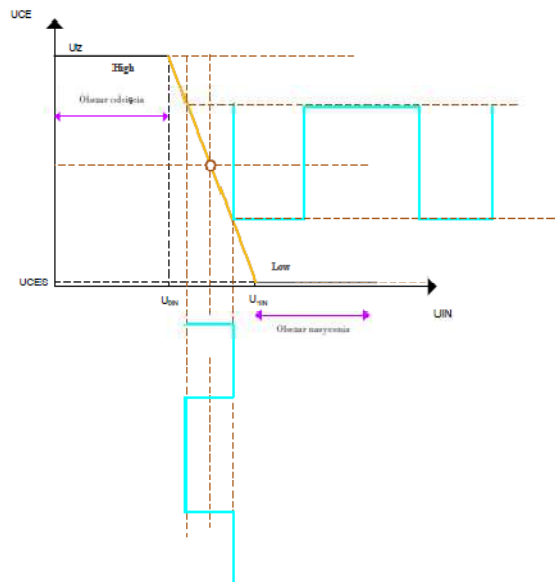 UCE
Uz
High
Obszar odcięcia
Low
UCES
U0IN
U1IN
UIN
Obszar nasycenia